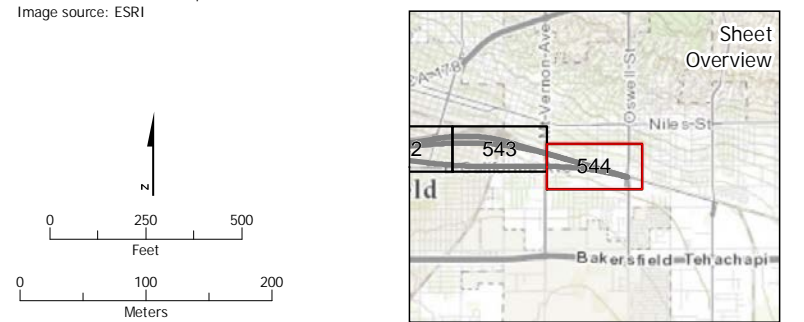 Image source: ESRI
Sheet
Overview
CA-178
Mt-Vernon-Ave
Oswell-St
Niles-St
2
543
544
ld
Bakersfield-Tehachapi
N
0 250 500
Feet
0 100 200
Meters